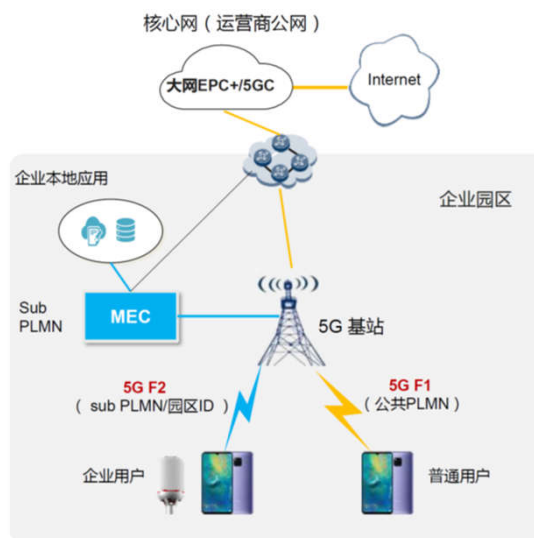 核心网（运营商公网）
大网EPC+/5GC
Internet
企业本地应用
企业园区
Sub
PLMN
MEC
5G 基站
5G F2
（ sub PLMN/园区ID ）
5G F1
（公共PLMN）
企业用户
普通用户